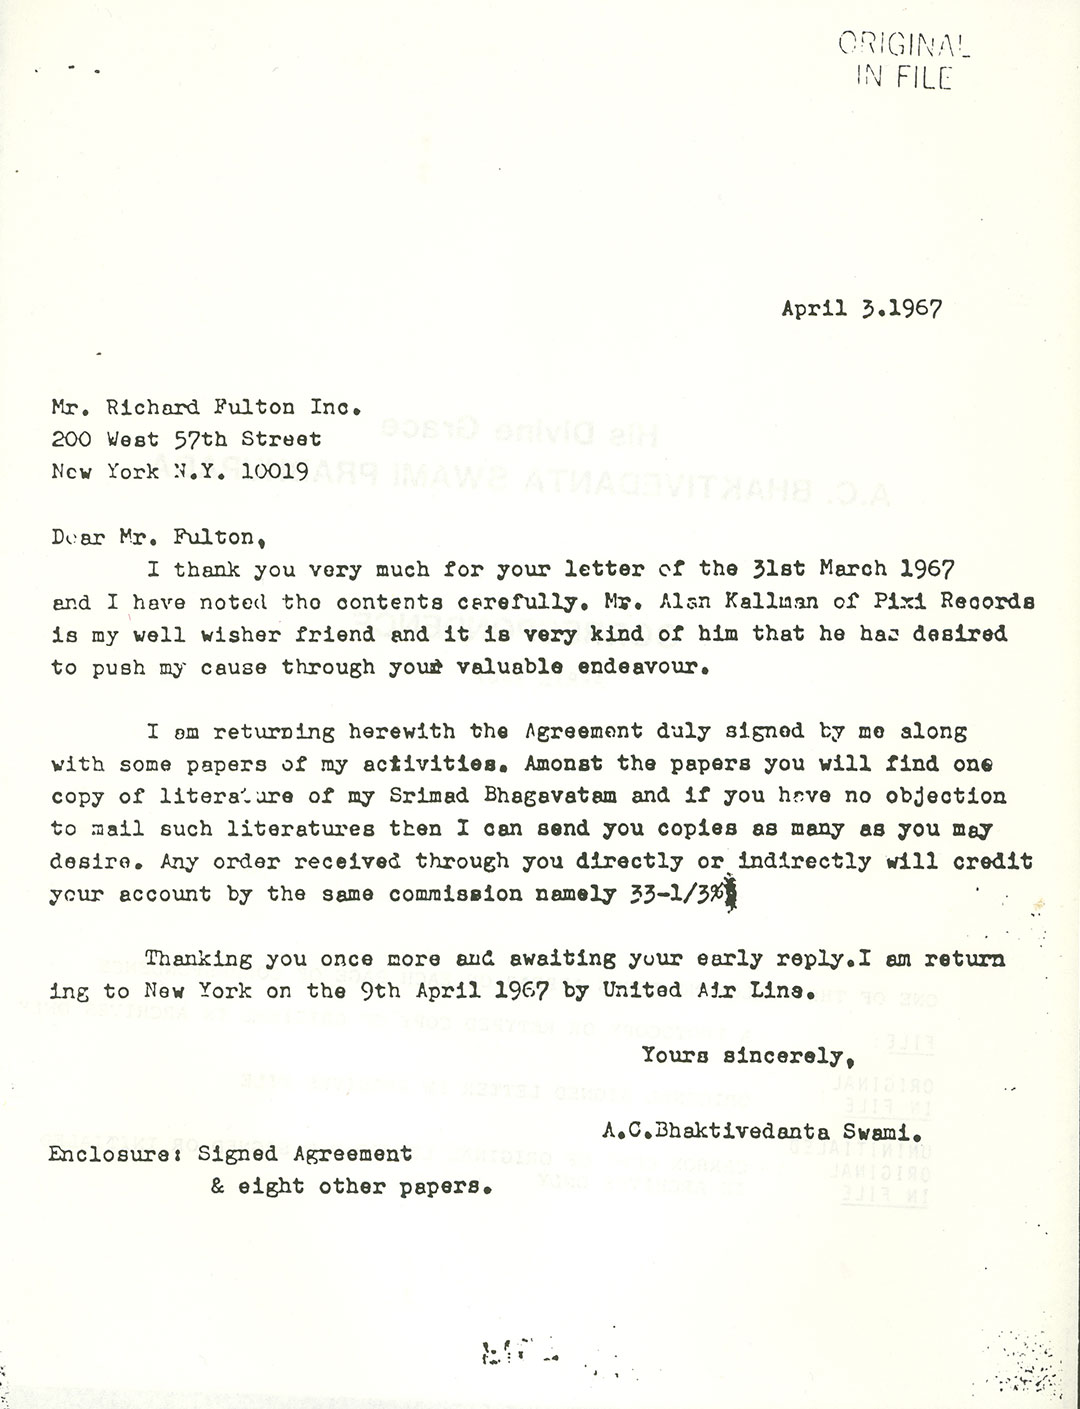 ORIGINAL
IN FILE
April 3.1967
Mr. Richard Fulton Inc.
200 West 57th Street
New York N.Y. 10019
Dear Mr. Fulton,
I thank you very much for your letter of the 31st March 1967
and I have noted the contents carefully. Mr. Alan Kallman of Pixi Records
is my well wisher friend and it is very kind of him that he has desired
to push my cause through your valuable endeavour.
I am returning herewith the Agreement duly signed by me along
with some papers of my activities. Amonst the papers you will find one
copy of literature of my Srimad Bhagavatam and if you have no objection
to mail such literatures then I can send you copies as many as you may
desire. Any order received through you directly or indirectly will credit
your account by the same commission namely 33-1/3%
Thanking you once more and awaiting your early reply.I am return
ing to New York on the 9th April 1967 by United Air Line.
Yours sincerely,
A.C.Bhaktivedanta Swami.
Enclosure: Signed Agreement
& eight other papers.